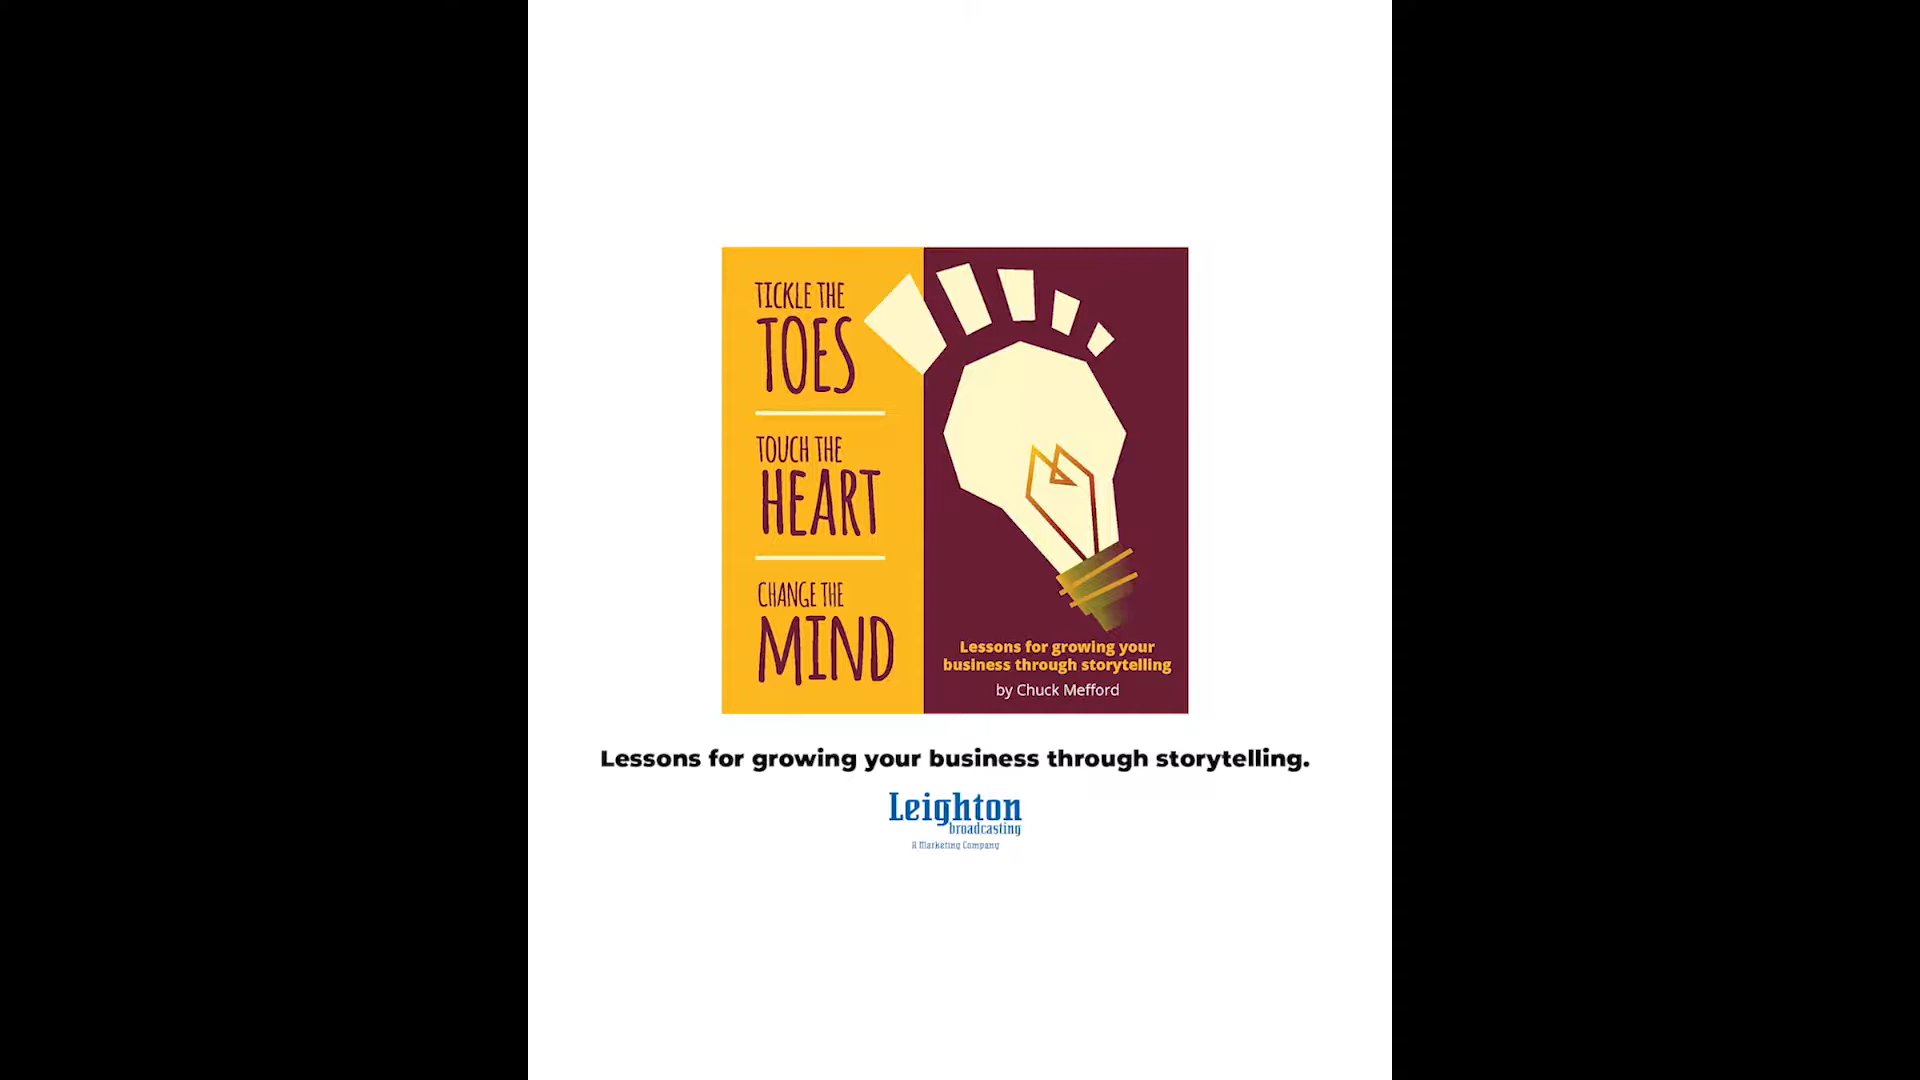 TICKLE THE
TOES
TOUCH THE
HEART
CHANGE THE
MIND
Lessons for growing your
business through storytelling
by Chuck Mefford
Lessons for growing your business through storytelling.
Leighton
broadcasting
A Marketing Company